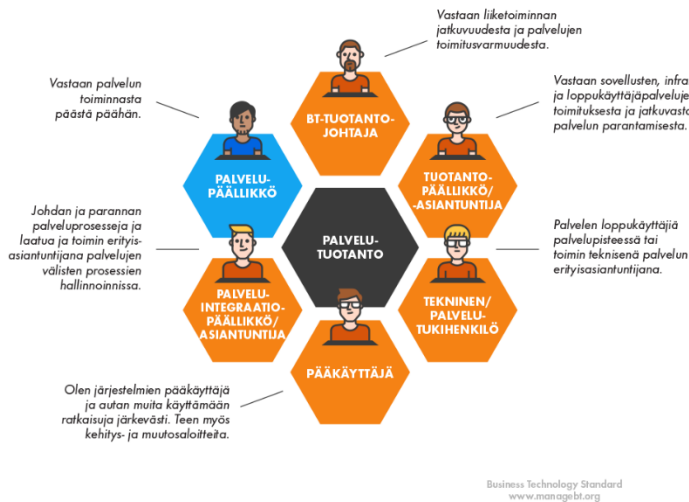 Vastaan liiketoiminnan
jatkuvuudesta ja palvelujen
toimitusvarmuudesta.
BT-TUOTANTO-
JOHTAJA
Vastaan palvelun
toiminnasta
päästä päähän.
PALVELU-
PÄÄLLIKKÖ
Vastaan sovellusten, infra
ja loppukäyttäjäpalveluje
toimituksesta ja jatkuvasta
palvelun parantamisesta.
TUOTANTO-
PÄÄLLIKKÖ/
-ASIANTUNTIJA
PALVELU-
TUOTANTO
Johdan ja parannan
palveluprosesseja ja
laatua ja toimin erityis-
asiantuntijana palvelujen
välisten prosessien
hallinnoinnissa.
PALVELU-
INTEGRAATIO-
PÄÄLLIKKÖ/
ASIANTUNTIJA
Palvelen loppukäyttäjiä
palvelupisteessä tai
toimin teknisenä palvelun
erityisasiantuntijana.
TEKNINEN/
PALVELU-
TUKIHENKILÖ
PÄÄKÄYTTÄJÄ
Olen järjestelmien pääkäyttäjä
ja autan muita käyttämään
ratkaisuja järkevästi. Teen myös
kehitys- ja muutosaloitteita.
Business Technology Standard
www.managebt.org